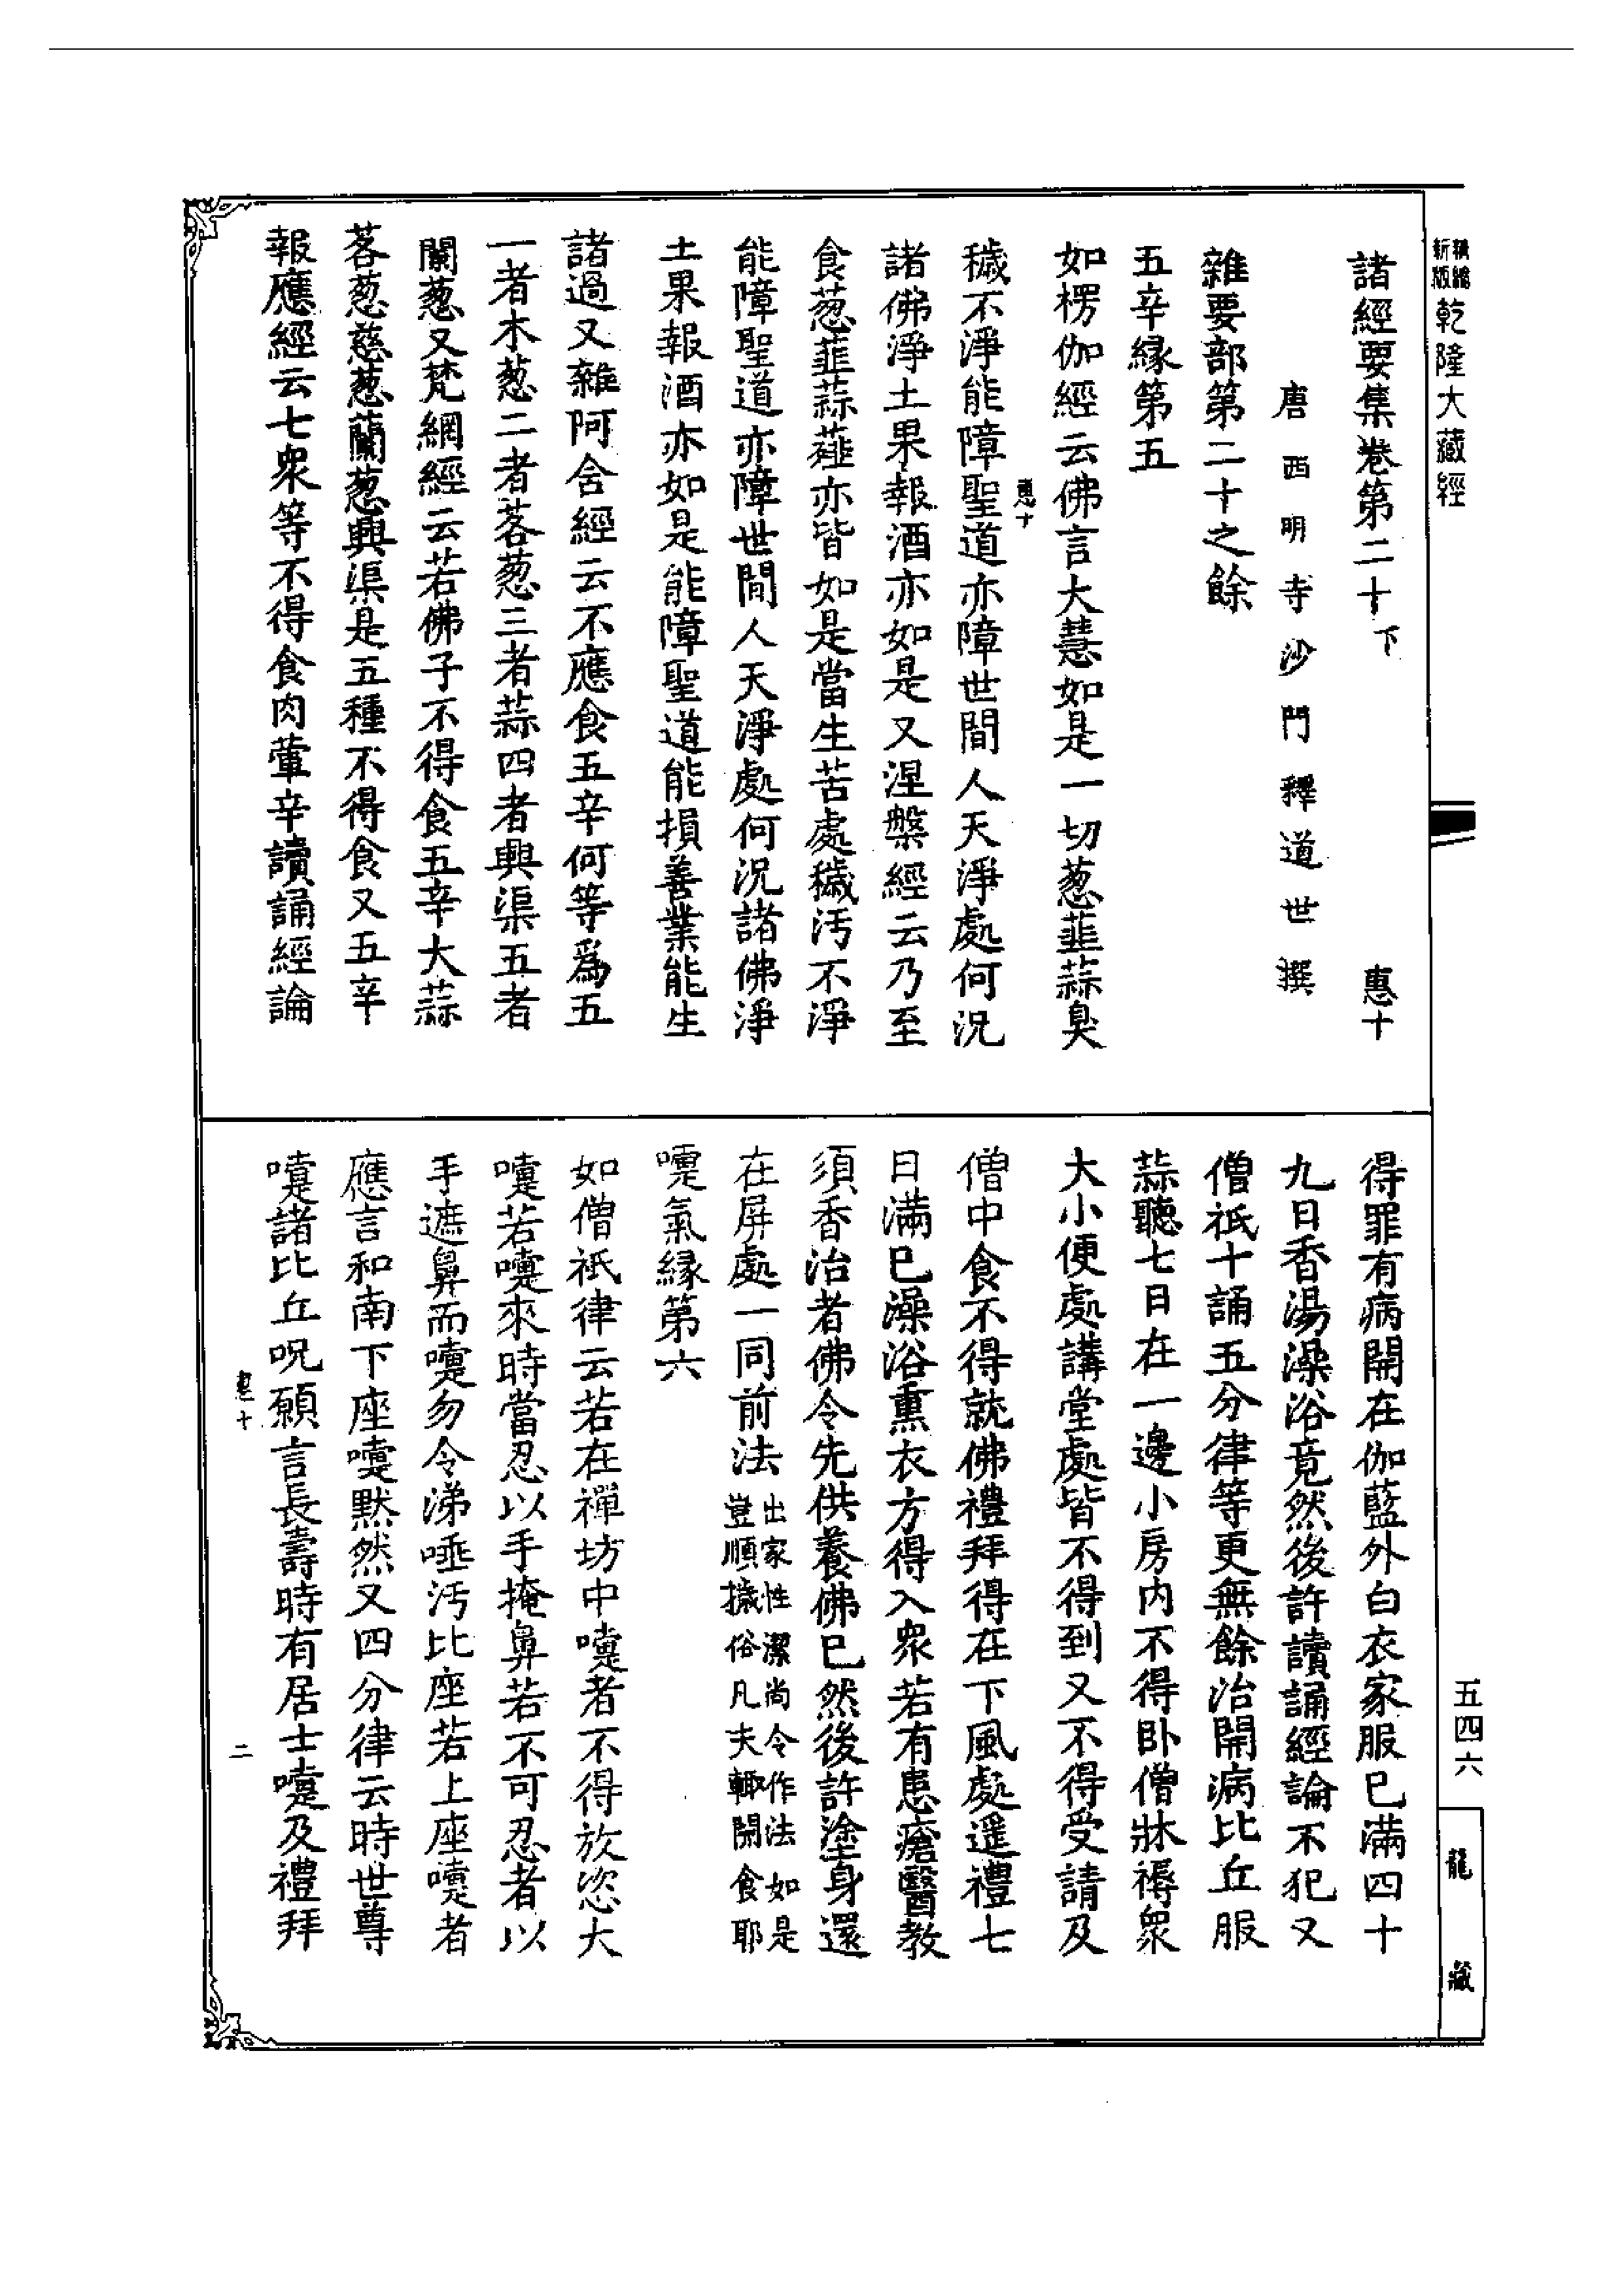 新編縮版乾隆大藏經
諸經要集卷第二十下 惠十
唐西明寺沙門釋道世撰
雜要部第二十之餘
五辛緣第五
如楞伽經云佛言大慧如是一切葱韮蒜臭
穢不淨能障聖道亦障世間人天淨處何況
諸佛淨土果報酒亦如是又涅槃經云乃至
食葱韮蒜薤亦皆如是當生苦處穢汚不淨
能障聖道亦障世間人天淨處何況諸佛淨
土果報酒亦如是能障聖道能損善業能生
諸過又雜阿含經云不應食五辛何等爲五
一者木葱二者茖葱三者蒜四者興渠五者
蘭葱又梵網經云若佛子不得食五辛大蒜
茖葱慈葱蘭葱興渠是五種不得食又五辛
報應經云七衆等不得食肉葷辛讀誦經論
惠十
得罪有病開在伽藍外白衣家服已滿四十
九日香湯澡浴竟然後許讀誦經論不犯又
僧祇十誦五分律等更無餘治開病比丘服
蒜聽七日在一邊小房內不得臥僧牀褥衆
大小便處講堂處皆不得到又不得受請及
僧中食不得就佛禮拜得在下風處遥禮七
日滿已澡浴熏衣方得入衆若有患瘡醫教
須香治者佛令先供養佛已然後許塗身還
在屏處一同前法出家性潔尚令作法如是
豈順穢俗凡夫輙開食耶
嚏氣緣第六
如僧祇律云若在禪坊中嚏者不得放恣大
嚏若嚏來時當忍以手掩鼻若不可忍者以
手遮鼻而嚏勿令涕唾汚比座若上座嚏者
應言和南下座嚏默然又四分律云時世尊
嚏諸比丘呪願言長壽時有居士嚏及禮拜
惠十
二
五四六
龍藏